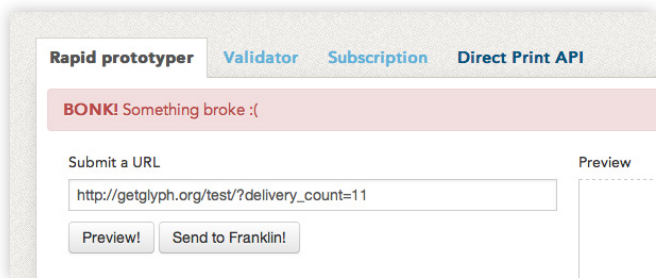 Rapid prototyper Validator Subscription Direct Print API
BONK! Something broke :(
Submit a URL Preview
http://getglyph.org/test/?delivery_count=11
Preview! Send to Franklin!